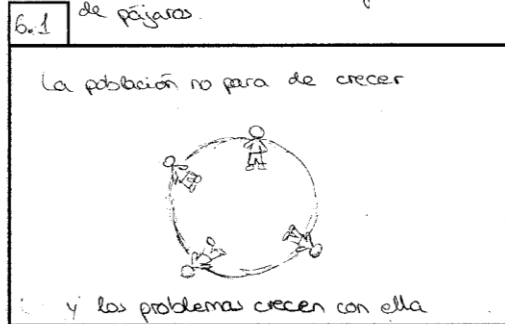 de pájaros.
6.1
La población no para de crecer
y los problemas crecen con ella